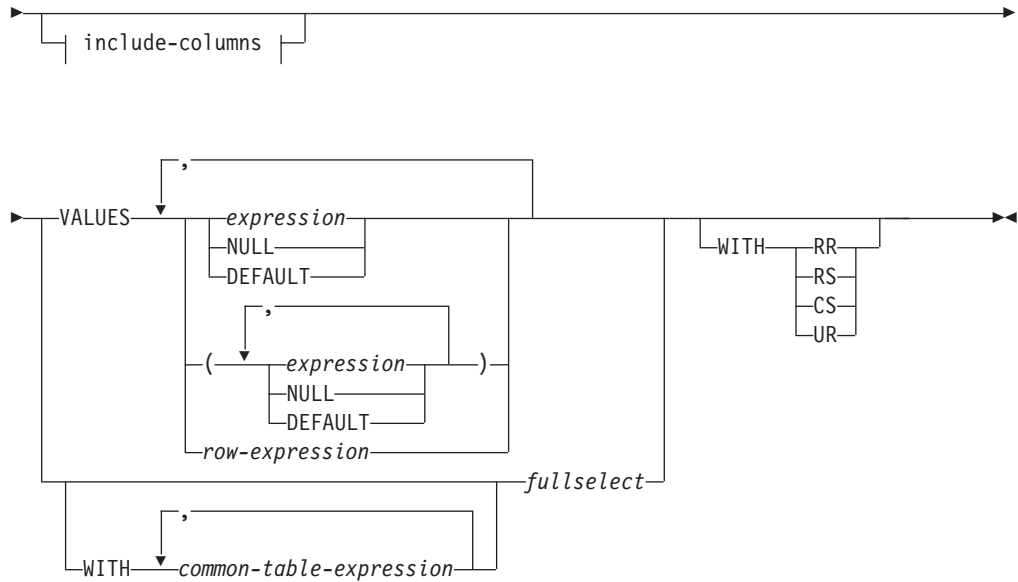 include-columns
,
VALUES expression
NULL
DEFAULT
WITH RR
RS
CS
UR
,
( expression )
NULL
DEFAULT
row-expression
fullselect
,
WITH common-table-expression